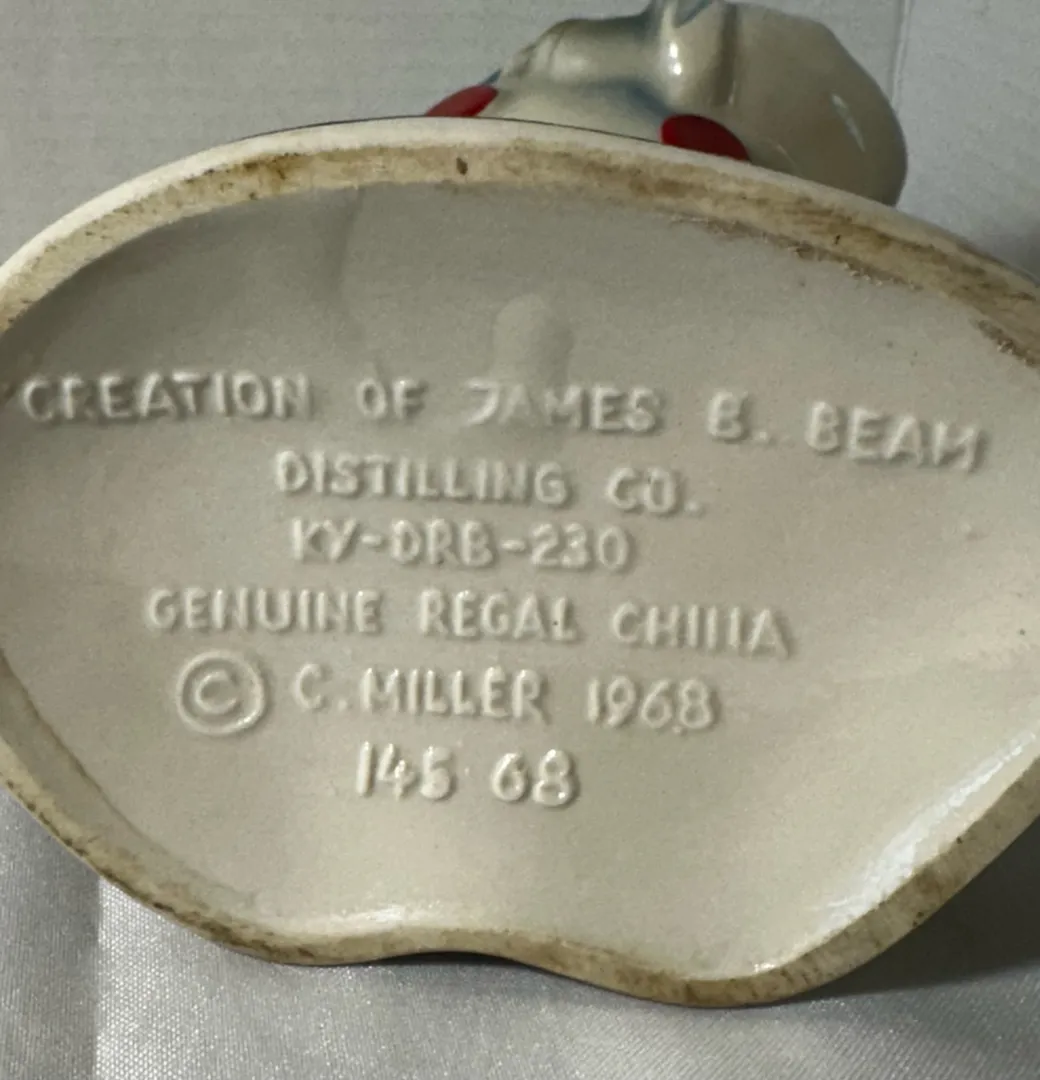 CREATION OF JAMES B. BEAM
DISTILLING CO.
KY-DRB-230
GENUINE REGAL CHINA
© C. MILLER 1968
145 68